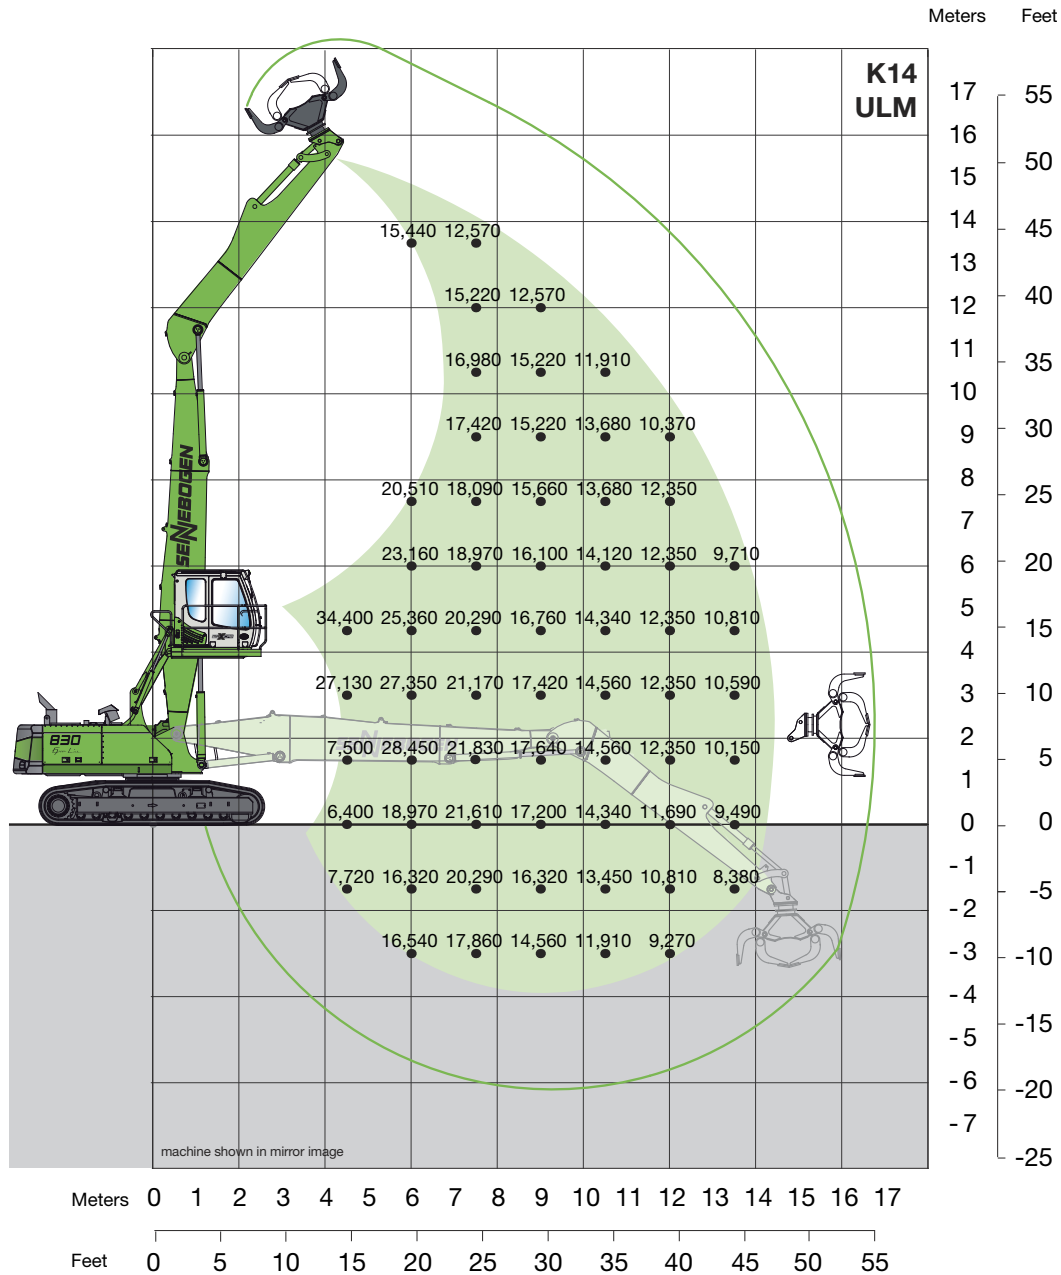 Meters Feet
K14
ULM
17 55
16
15 50
14 45
15,440 12,570
13
15,220 12,570
12 40
11 35
16,980 15,220 11,910
10
17,420 15,220 13,680 10,370
9 30
SENNEBOGEN
8 25
20,510 18,090 15,660 13,680 12,350
7
23,160 18,970 16,100 14,120 12,350 9,710
6 20
5 15
34,400 25,360 20,290 16,760 14,340 12,350 10,810
4
27,130 27,350 21,170 17,420 14,560 12,350 10,590
3 10
830
2
7,500 28,450 21,830 17,640 14,560 12,350 10,150
5
1
6,400 18,970 21,610 17,200 14,340 11,690 9,490
0 0
-1
7,720 16,320 20,290 16,320 13,450 10,810 8,380
-5
-2
16,540 17,860 14,560 11,910 9,270
-3 -10
-4
-15
-5
-6 -20
-7
-25
machine shown in mirror image
Meters 0 1 2 3 4 5 6 7 8 9 10 11 12 13 14 15 16 17
Feet 0 5 10 15 20 25 30 35 40 45 50 55